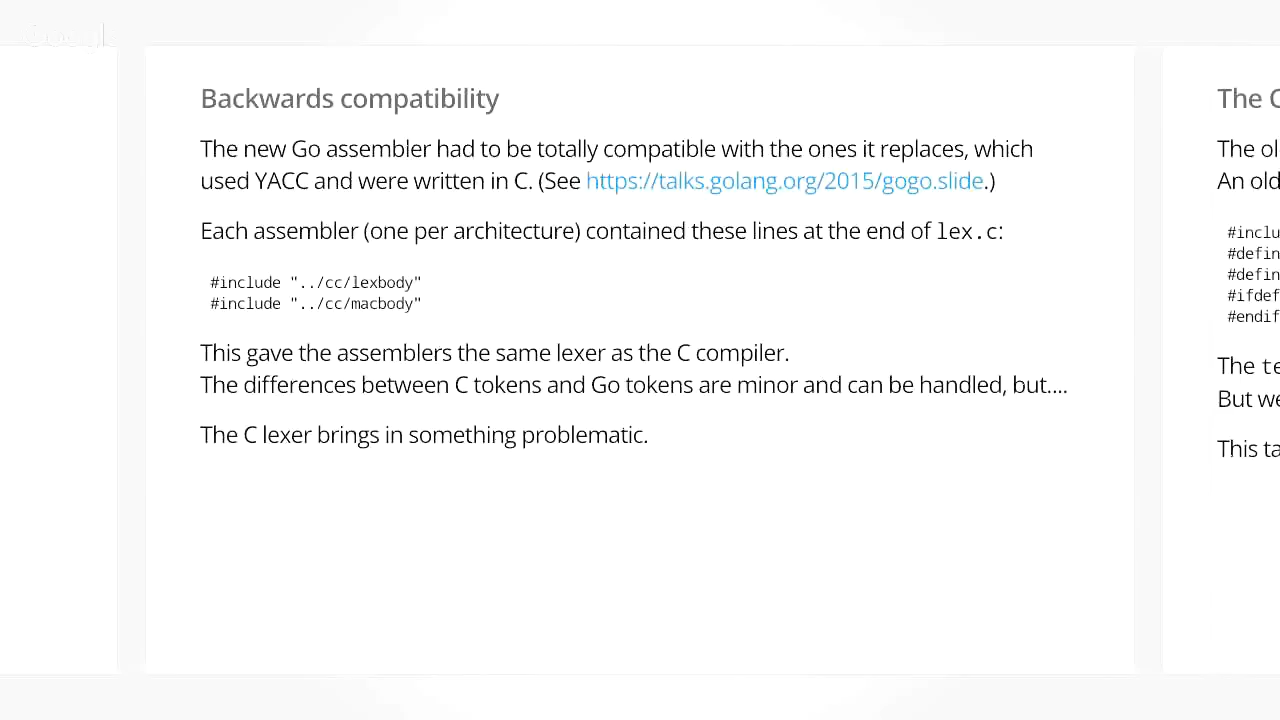 Backwards compatibility
The new Go assembler had to be totally compatible with the ones it replaces, which
used YACC and were written in C. (See https://talks.golang.org/2015/gogo.slide.)
Each assembler (one per architecture) contained these lines at the end of lex.c:
#include "../cc/lexbody"
#include "../cc/macbody"
This gave the assemblers the same lexer as the C compiler.
The differences between C tokens and Go tokens are minor and can be handled, but....
The C lexer brings in something problematic.
The
The
An old
#inclu
#defin
#defin
#ifdef
#endif
The te
But we
This ta